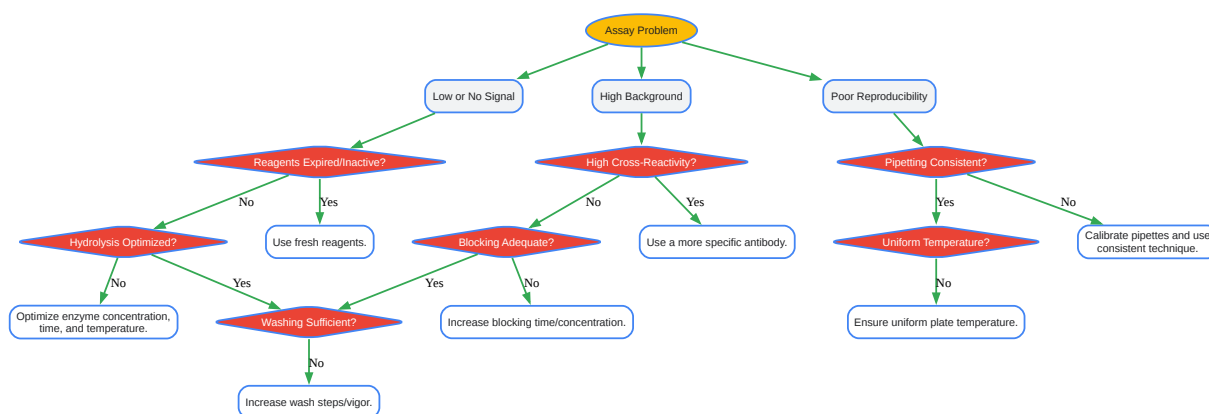 Assay Problem
Low or No Signal
High Background
Poor Reproducibility
Reagents Expired/Inactive?
High Cross-Reactivity?
Pipetting Consistent?
No
Yes
No
Yes
Yes
No
Hydrolysis Optimized?
Use fresh reagents.
Blocking Adequate?
Use a more specific antibody.
Uniform Temperature?
Calibrate pipettes and use
consistent technique.
No
Yes
Yes
No
No
Optimize enzyme concentration,
time, and temperature.
Washing Sufficient?
Increase blocking time/concentration.
Ensure uniform plate temperature.
No
Increase wash steps/vigor.